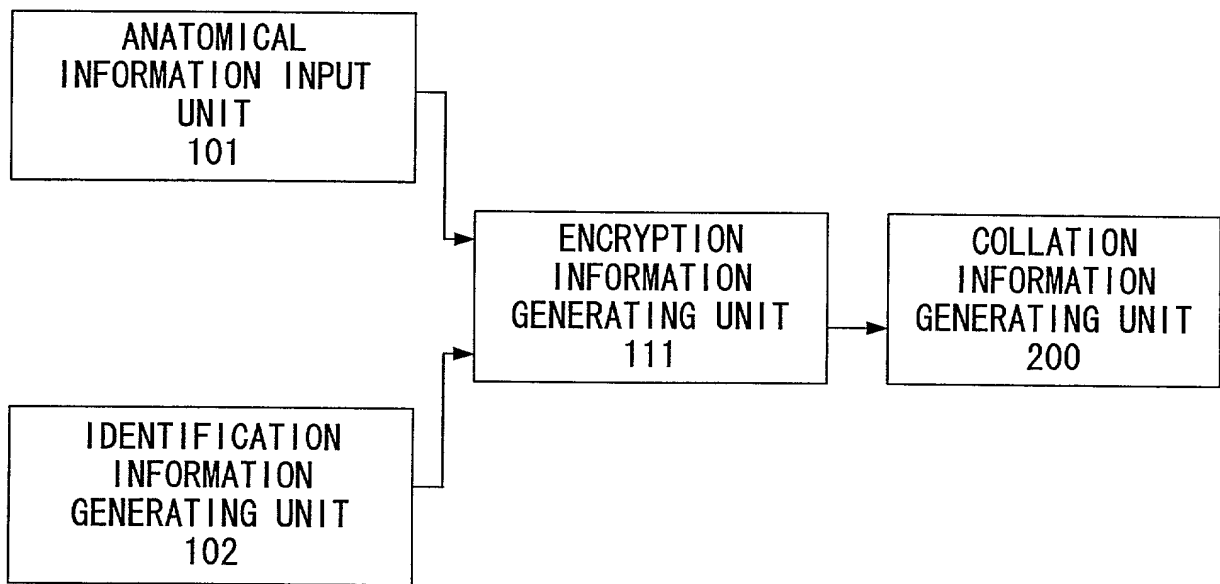 ANATOMICAL
INFORMATION INPUT
UNIT
101
IDENTIFICATION
INFORMATION
GENERATING UNIT
102
ENCRYPTION
INFORMATION
GENERATING UNIT
111
COLLATION
INFORMATION
GENERATING UNIT
200